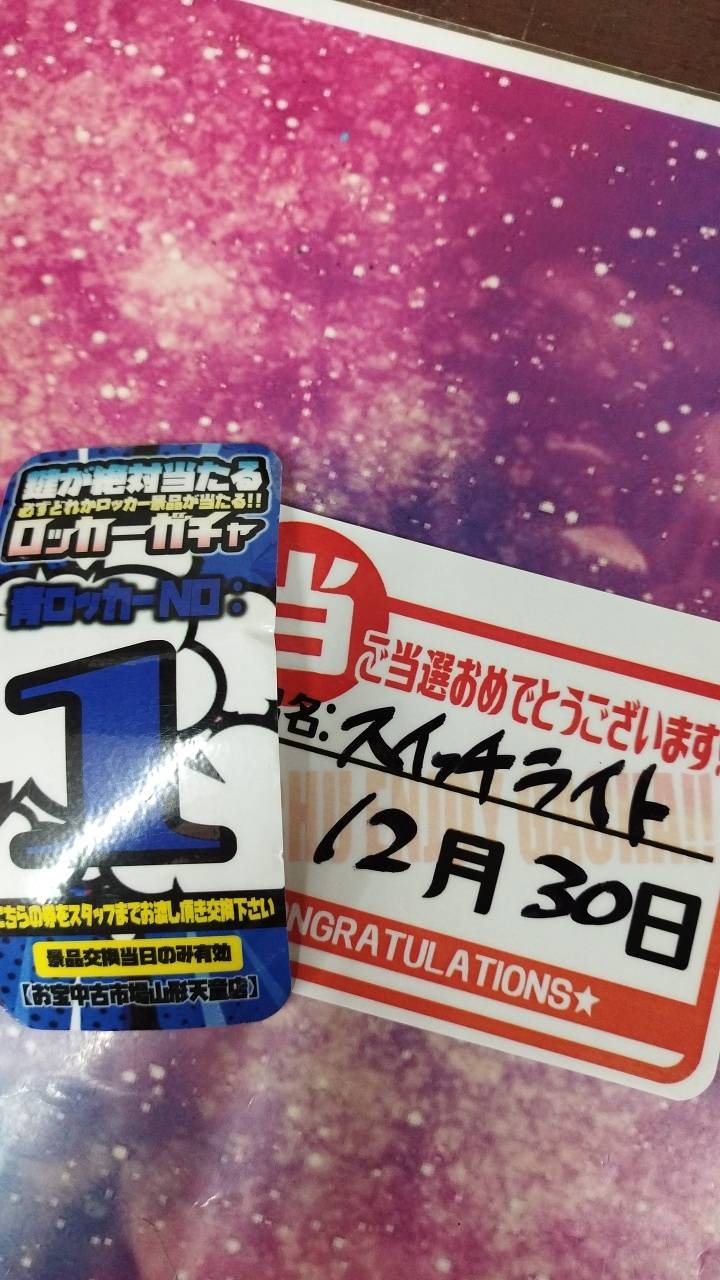 鍵が絶対当たる
必ずどれかロッカー景品が当たる!!
ロッカーガチャ
青ロッカーNO:
1
こちらの券をスタッフまでお渡し頂き交換下さい
景品交換当日のみ有効
【お宝中古市場山形天童店】
当
ご当選おめでとうございます!
名:スイッチライト
12月30日
ENJOY GACHA!!
NGRATULATIONS★